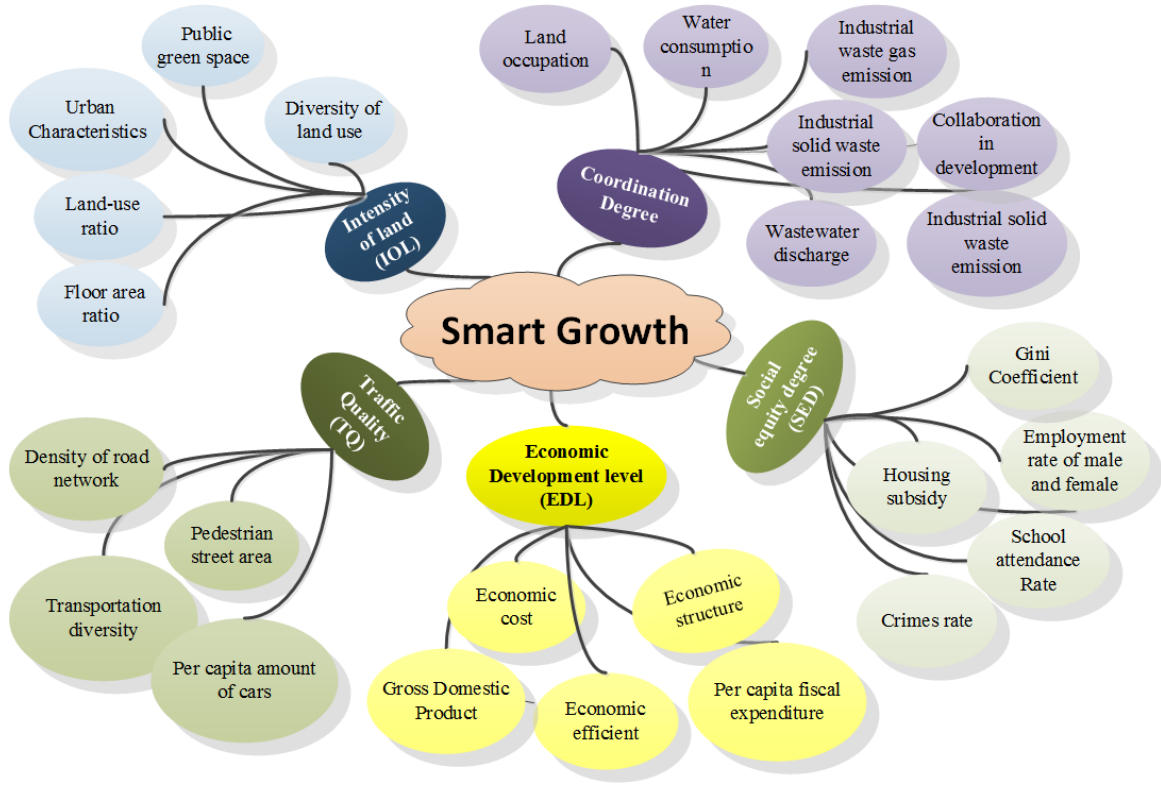 Public
green space
Urban
Characteristics
Diversity of
land use
Land-use
ratio
Floor area
ratio
Intensity
of land
(IOL)
Land
occupation
Water
consumptio
n
Industrial
waste gas
emission
Industrial
solid waste
emission
Collaboration
in
development
Coordination
Degree
Wastewater
discharge
Industrial solid
waste
emission
Smart Growth
Traffic
Quality
(TQ)
Density of road
network
Pedestrian
street area
Transportation
diversity
Per capita amount
of cars
Economic
Development level
(EDL)
Economic
cost
Economic
structure
Gross Domestic
Product
Economic
efficient
Per capita fiscal
expenditure
Social
equity degree
(SED)
Gini
Coefficient
Employment
rate of male
and female
Housing
subsidy
School
attendance
Rate
Crimes rate